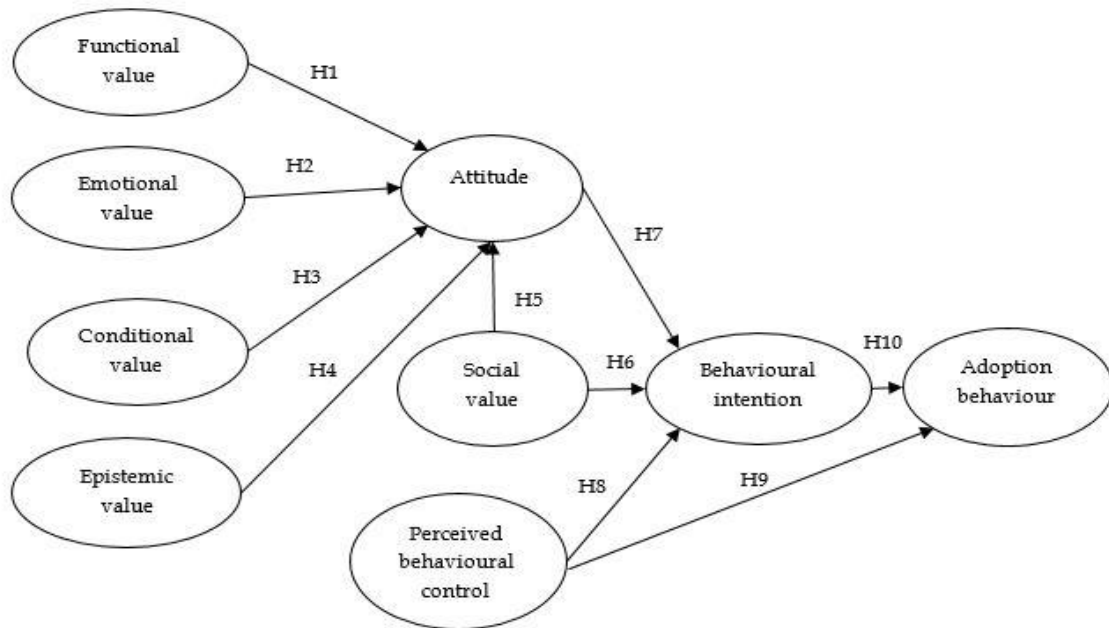 Functional
value
H1
Emotional
value
H2
Attitude
Conditional
value
H3
H7
H5
Epistemic
value
H4
Social
value
H6
Behavioural
intention
H10
Adoption
behaviour
Perceived
behavioural
control
H8
H9